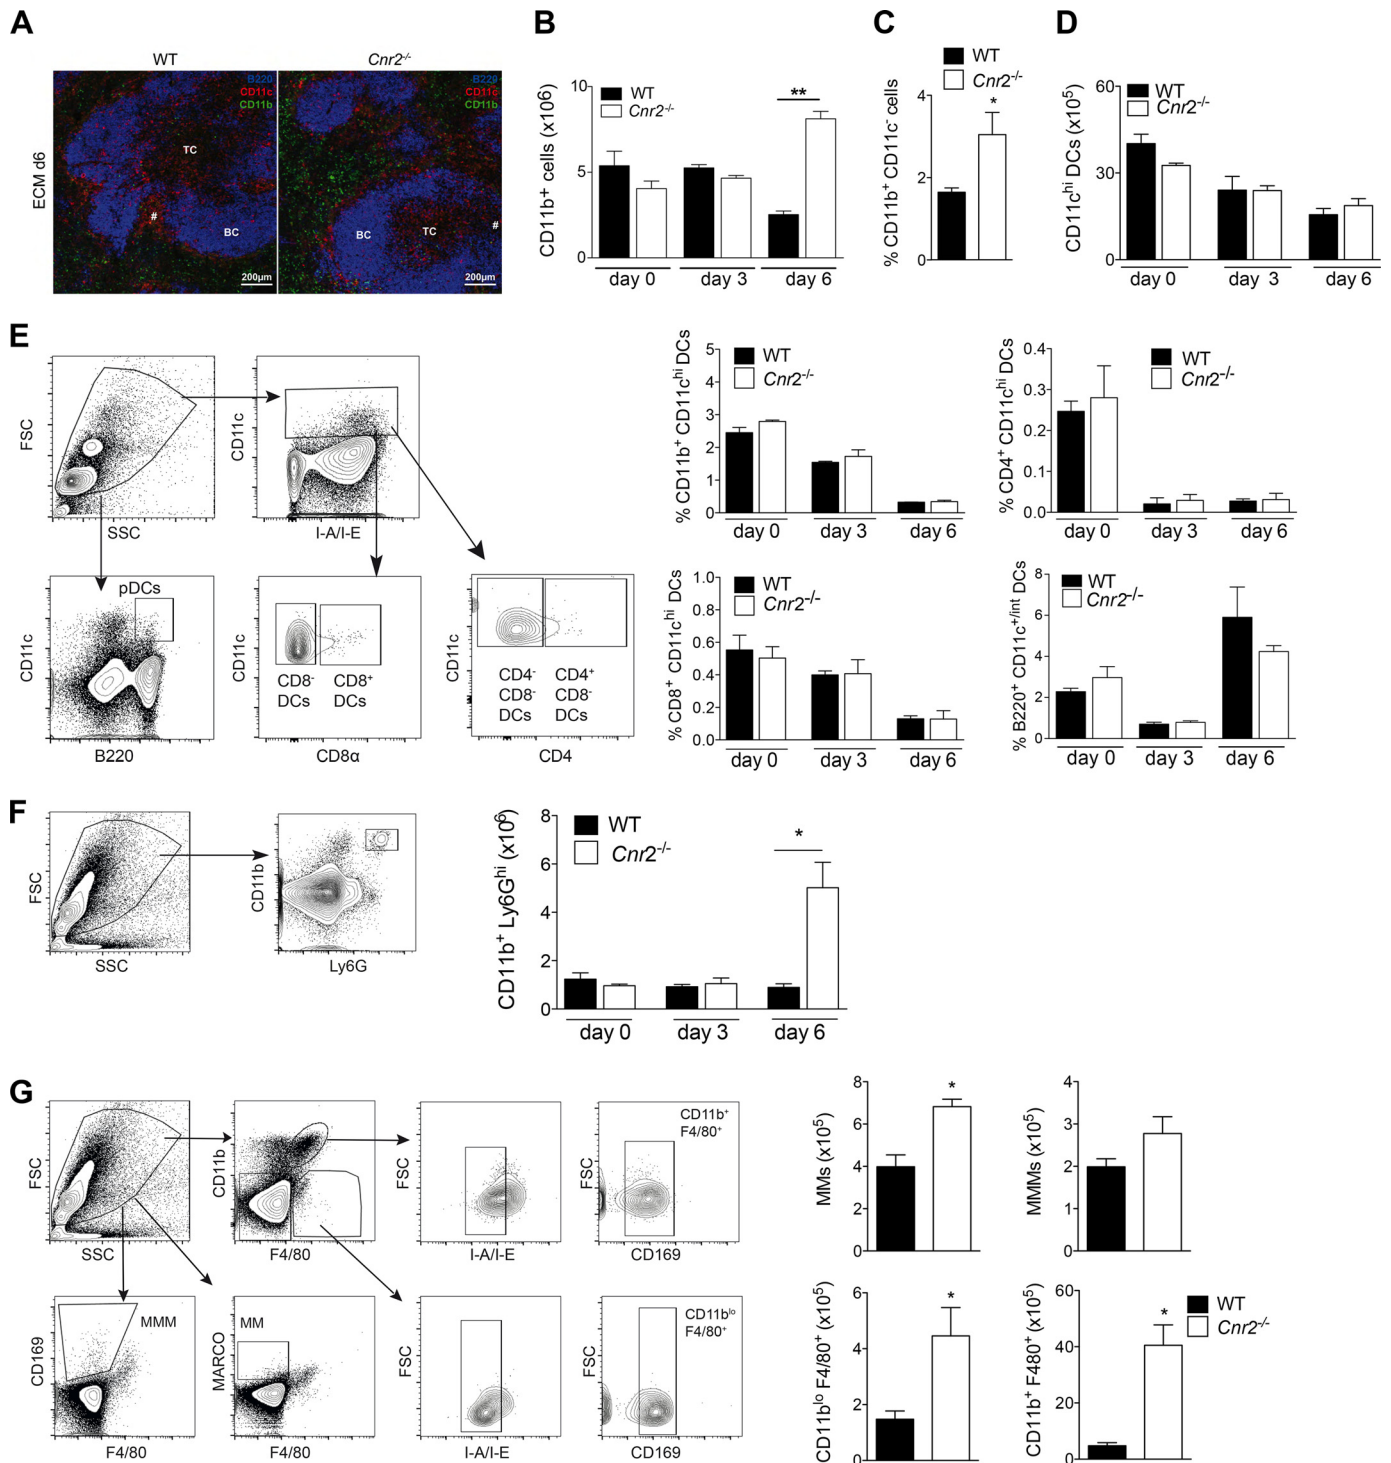 A
WT
Cnr2-/-
B220
CD11c
CD11b
B220
CD11c
CD11b
ECM d6
TC
#
BC
BC
TC
#
200μm
200μm
B
WT
Cnr2-/-
**
CD11b+ cells (x10⁶)
10
5
0
day 0
day 3
day 6
C
WT
Cnr2-/-
*
% CD11b⁺ CD11c⁻ cells
4
2
0
D
WT
Cnr2-/-
CD11chi DCs (x10⁵)
60
30
0
day 0
day 3
day 6
E
FSC
SSC
CD11c
I-A/I-E
pDCs
CD11c
B220
CD11c
CD8⁻ CD8⁺
DCs DCs
CD8α
CD11c
CD4⁻ CD4⁺
CD8⁻ CD8⁻
DCs DCs
CD4
% CD11b⁺ CD11chi DCs
5
4
3
2
1
0
WT
Cnr2-/-
day 0
day 3
day 6
% CD4⁺ CD11chi DCs
0.4
0.3
0.2
0.1
0
WT
Cnr2-/-
day 0
day 3
day 6
% CD8⁺ CD11chi DCs
1.0
0.8
0.6
0.4
0.2
0.0
WT
Cnr2-/-
day 0
day 3
day 6
% B220⁺ CD11c+/int DCs
8
6
4
2
0
WT
Cnr2-/-
day 0
day 3
day 6
F
FSC
SSC
CD11b
Ly6G
CD11b⁺ Ly6Ghi (x10⁶)
8
6
4
2
0
WT
Cnr2-/-
*
day 0
day 3
day 6
G
FSC
SSC
CD11b
F4/80
FSC
I-A/I-E
FSC
CD11b⁺
F4/80⁺
CD169
CD169
MMM
F4/80
MARCO
MM
F4/80
FSC
I-A/I-E
FSC
CD11blo
F4/80⁺
CD169
MMs (x10⁵)
8
6
4
2
0
*
MMMs (x10⁵)
4
3
2
1
0
CD11blo F4/80⁺ (x10⁵)
6
4
2
0
*
CD11b⁺ F480⁺ (x10⁵)
60
40
20
0
*
WT
Cnr2-/-